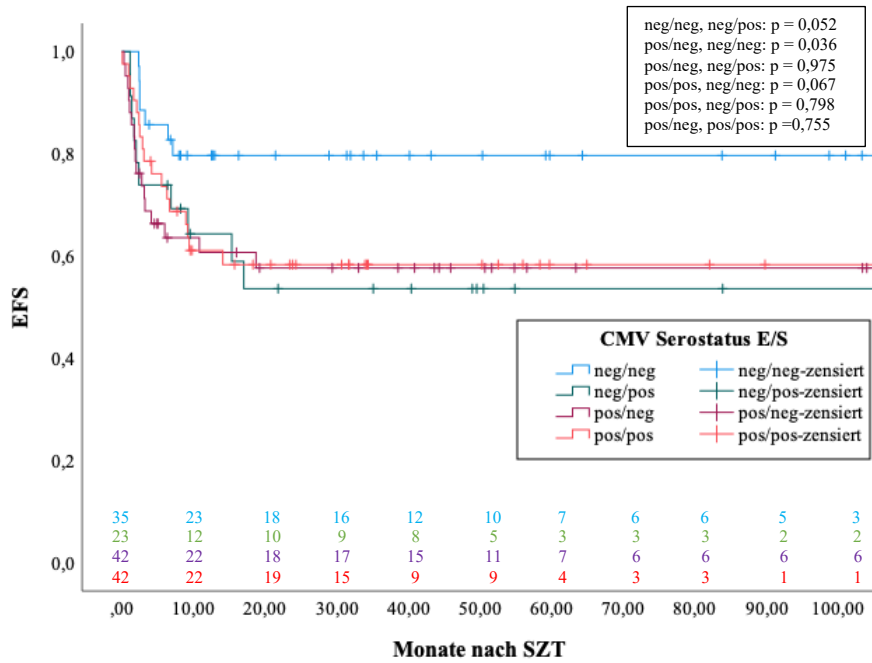 neg/neg, neg/pos: p = 0,052
pos/neg, neg/neg: p = 0,036
pos/neg, neg/pos: p = 0,975
pos/pos, neg/neg: p = 0,067
pos/pos, neg/pos: p = 0,798
pos/neg, pos/pos: p =0,755
1,0
0,8
0,6
0,4
0,2
0,0
EFS
CMV Serostatus E/S
neg/neg neg/neg-zensiert
neg/pos neg/pos-zensiert
pos/neg pos/neg-zensiert
pos/pos pos/pos-zensiert
35 23 18 16 12 10 7 6 6 5 3
23 12 10 9 8 5 3 3 3 2 2
42 22 18 17 15 11 7 6 6 6 6
42 22 19 15 9 9 4 3 3 1 1
,00 10,00 20,00 30,00 40,00 50,00 60,00 70,00 80,00 90,00 100,00
Monate nach SZT